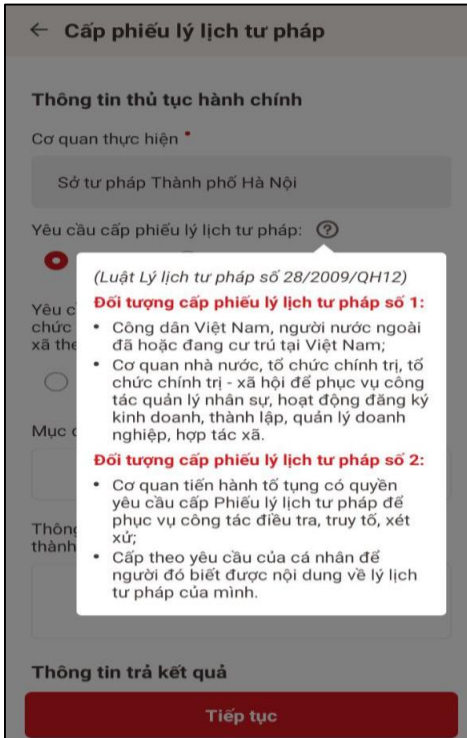 ← Cấp phiếu lý lịch tư pháp
Thông tin thủ tục hành chính
Cơ quan thực hiện *
Sở tư pháp Thành phố Hà Nội
Yêu cầu cấp phiếu lý lịch tư pháp: ?
(Luật Lý lịch tư pháp số 28/2009/QH12)
Đối tượng cấp phiếu lý lịch tư pháp số 1:
• Công dân Việt Nam, người nước ngoài
đã hoặc đang cư trú tại Việt Nam;
• Cơ quan nhà nước, tổ chức chính trị, tổ
chức chính trị - xã hội để phục vụ công
tác quản lý nhân sự, hoạt động đăng ký
kinh doanh, thành lập, quản lý doanh
nghiệp, hợp tác xã.
Đối tượng cấp phiếu lý lịch tư pháp số 2:
• Cơ quan tiến hành tố tụng có quyền
yêu cầu cấp Phiếu lý lịch tư pháp để
phục vụ công tác điều tra, truy tố, xét
xử;
• Cấp theo yêu cầu của cá nhân để
người đó biết được nội dung về lý lịch
tư pháp của mình.
Yêu
chức
xã
Mục
Thông
thành
Thông tin trả kết quả
Tiếp tục